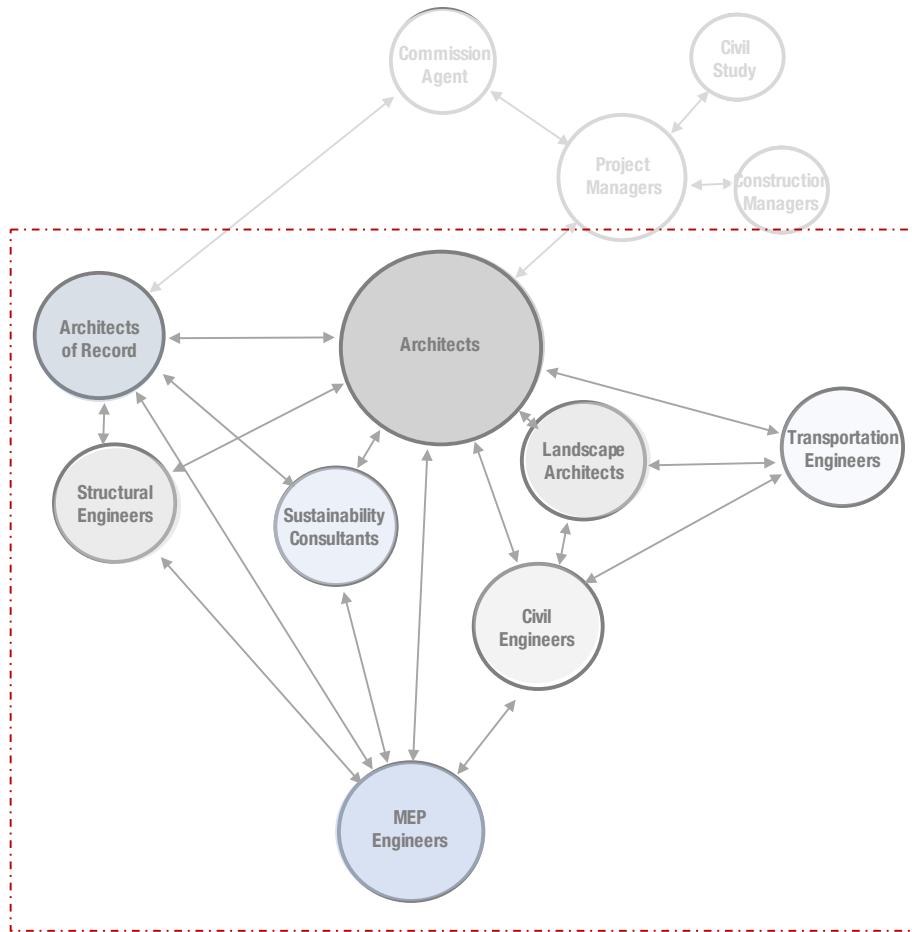 Commission
Agent
Civil
Study
Project
Managers
Construction
Managers
Architects
of Record
Architects
Landscape
Architects
Transportation
Engineers
Structural
Engineers
Sustainability
Consultants
Civil
Engineers
MEP
Engineers